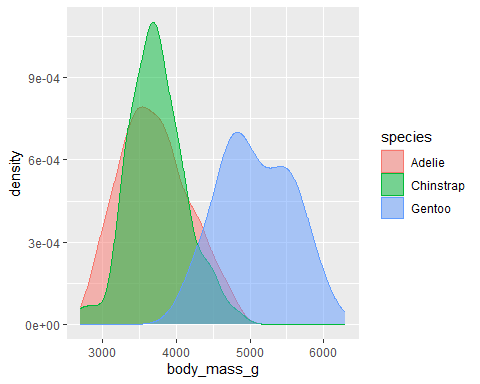 9e-04
6e-04
3e-04
0e+00
density
3000
4000
5000
6000
body_mass_g
species
Adelie
Chinstrap
Gentoo